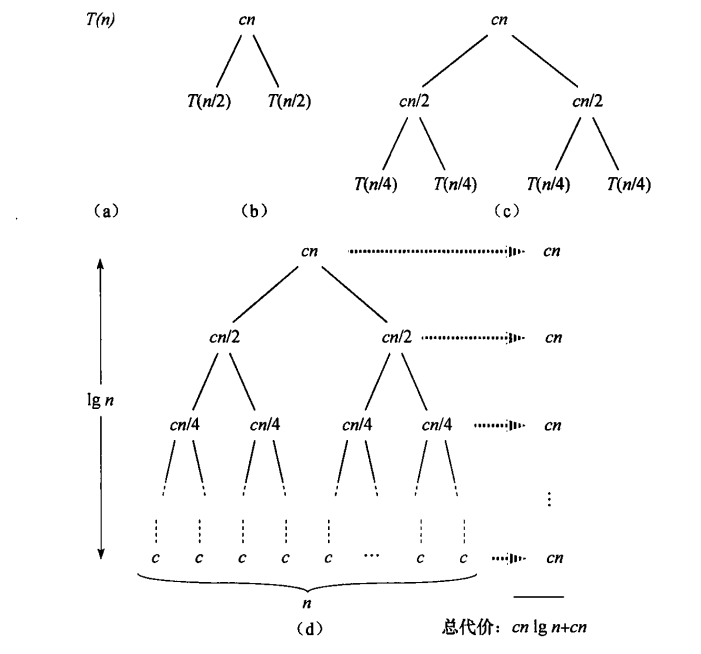 T(n) cn cn
T(n/2) T(n/2) cn/2 cn/2
T(n/4) T(n/4) T(n/4) T(n/4)
(a) (b) (c)
cn cn
cn/2 cn/2 cn
lg n
cn/4 cn/4 cn/4 cn/4 cn
⋮
c c c c c … c c cn
n
(d) 总代价: cn lg n+cn